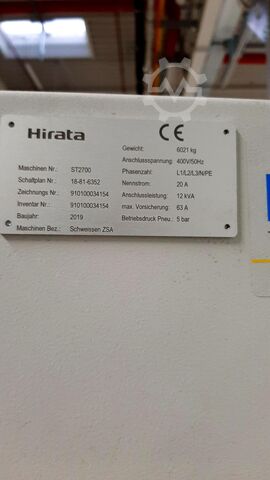 Hirata
CE
Maschinen Nr.: ST2700
Schaltplan Nr.: 18-81-6352
Zeichnungs Nr.: 910100034154
Inventar Nr.: 910100034154
Baujahr: 2019
Maschinen Bez.: Schweissen ZSA
Gewicht: 6021 kg
Anschlussspannung: 400V/50Hz
Phasenzahl: L1/L2/L3/N/PE
Nennstrom: 20 A
Anschlussleistung: 12 kVA
max. Vorsicherung: 63 A
Betriebsdruck Pneu.: 5 bar